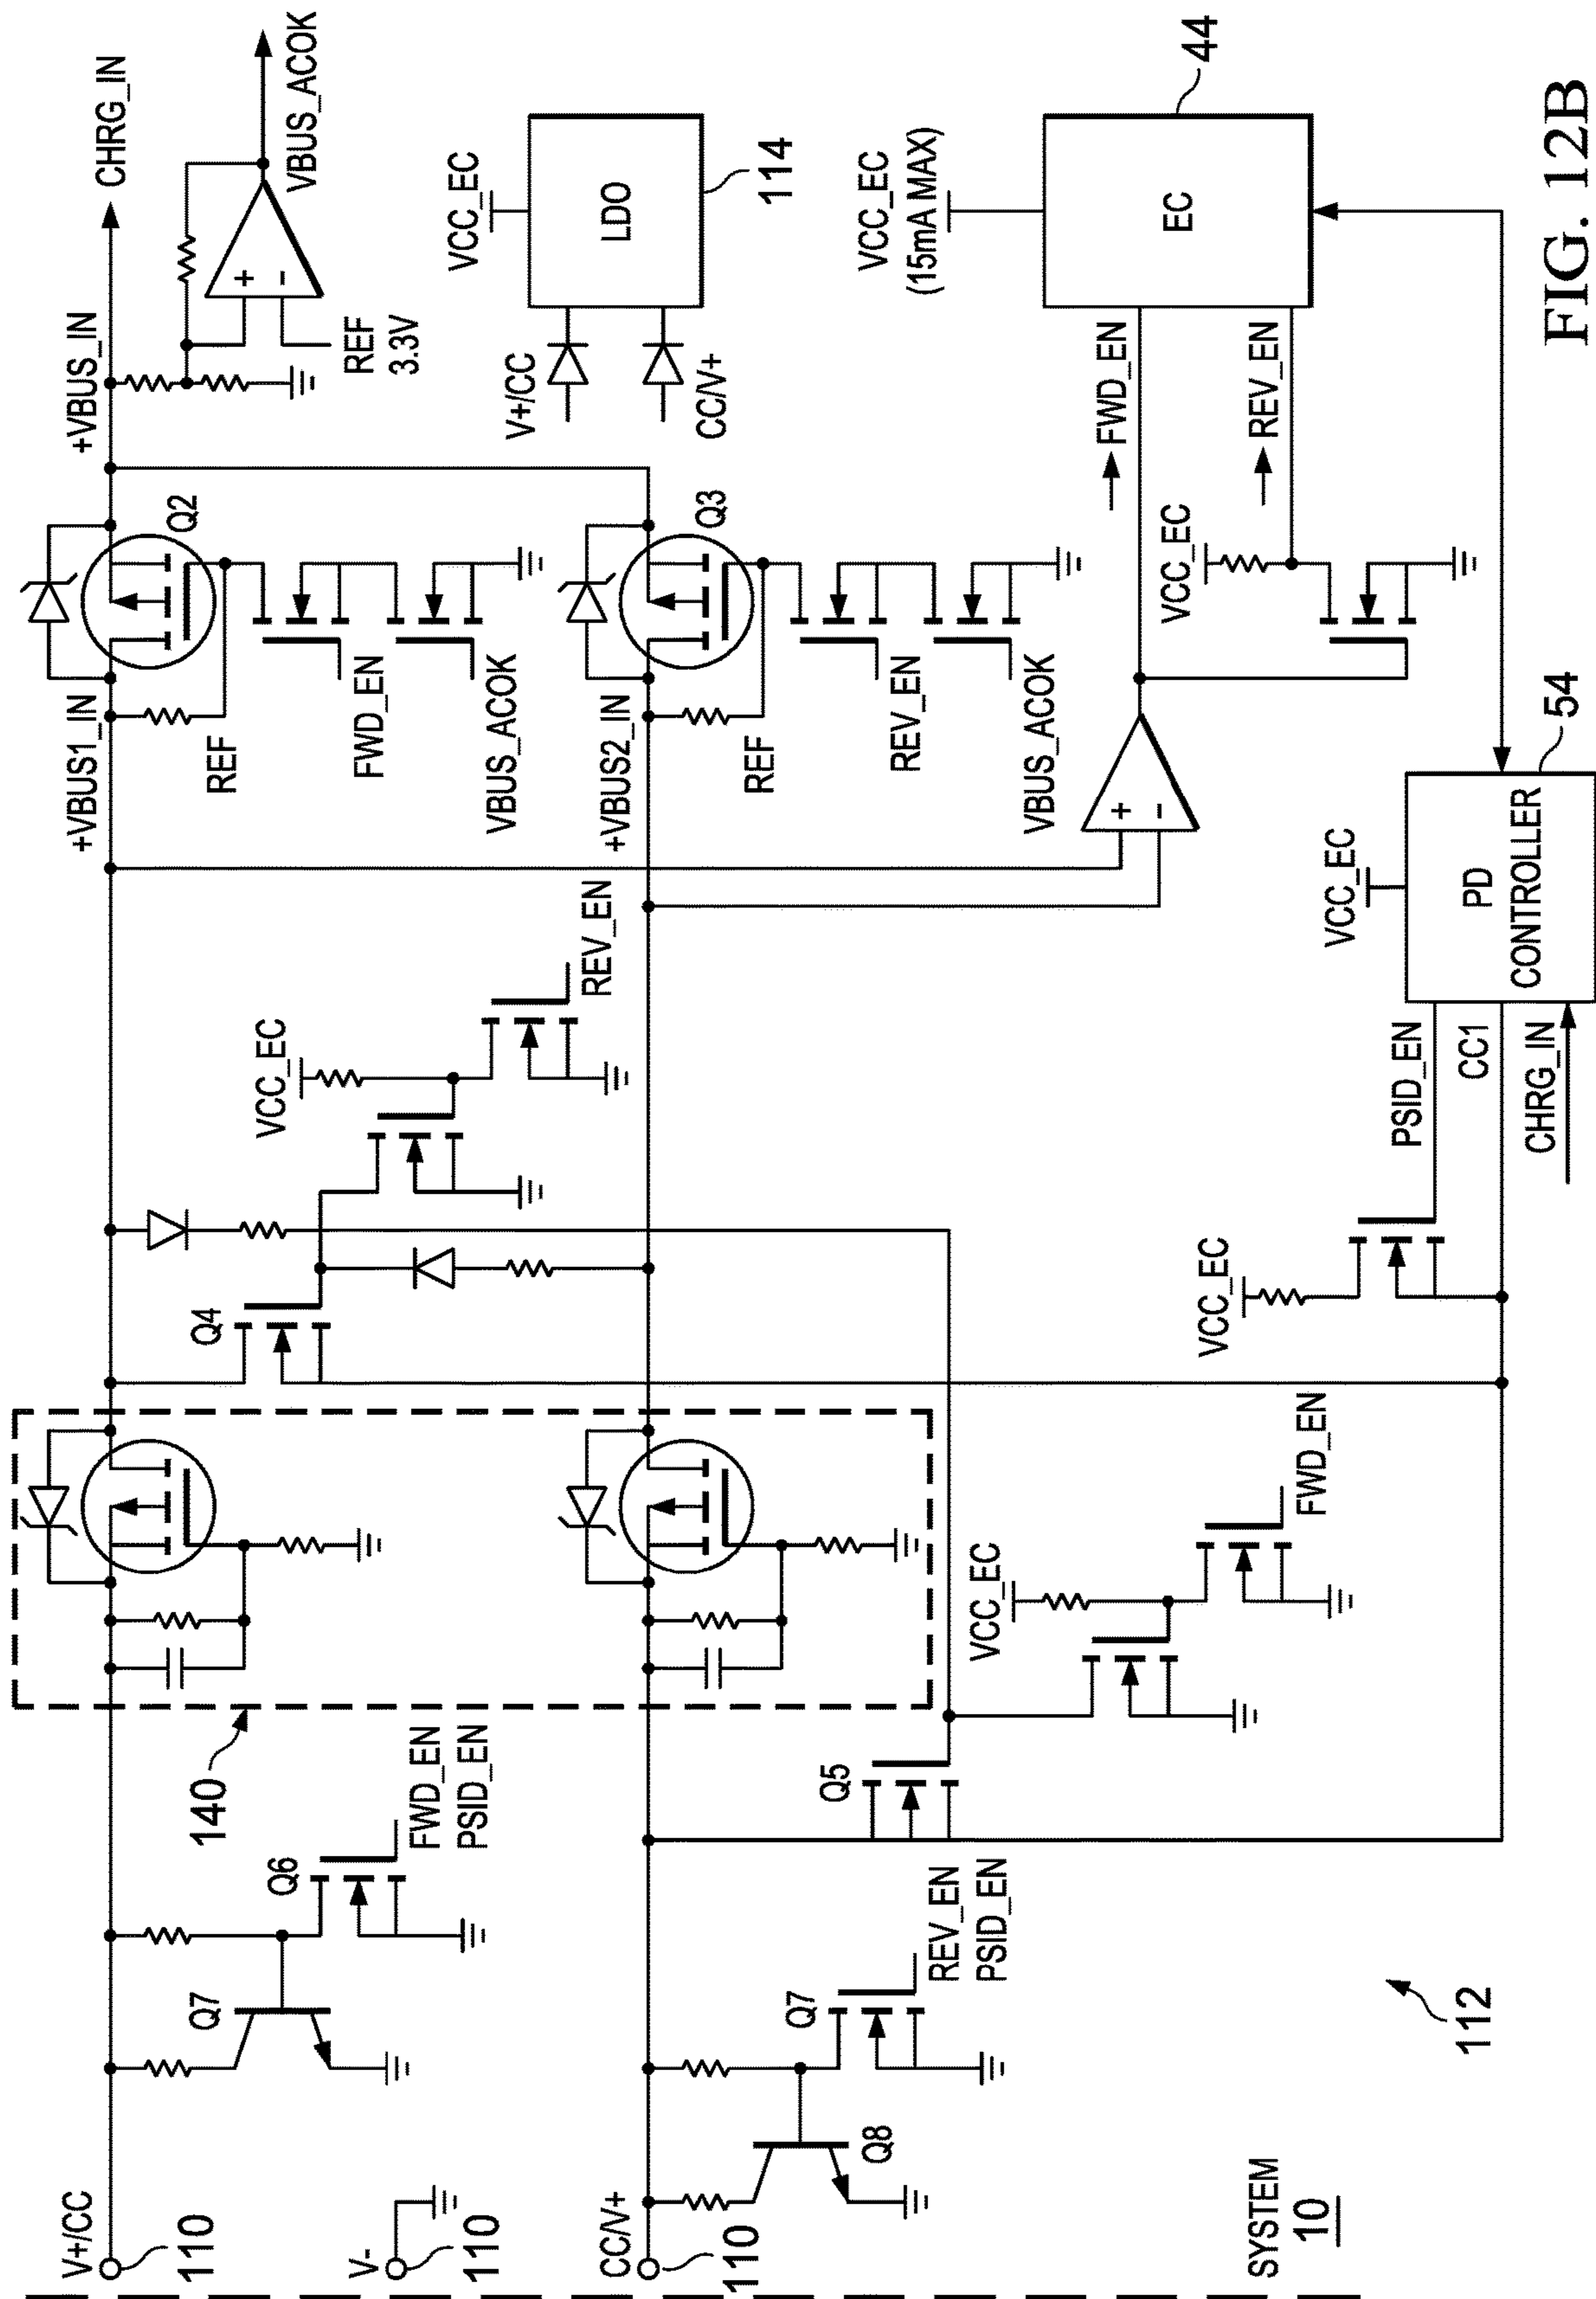 V+/CC
110
V-
110
CC/V+
110
SYSTEM
10
Q7
Q6
FWD_EN
PSID_EN
140
Q8
Q7
REV_EN
PSID_EN
112
Q5
VCC_EC
FWD_EN
Q4
VCC_EC
REV_EN
VCC_EC
PSID_EN
CC1
CHRG_IN
VCC_EC
PD
CONTROLLER
54
+VBUS1_IN
REF
Q2
FWD_EN
VBUS_ACOK
+VBUS2_IN
REF
Q3
REV_EN
VBUS_ACOK
+
-
VCC_EC
FWD_EN
REV_EN
+VBUS_IN
CHRG_IN
+
-
REF
3.3V
VBUS_ACOK
V+/CC
CC/V+
VCC_EC
LDO
114
VCC_EC
(15mA MAX)
EC
44
FIG. 12B